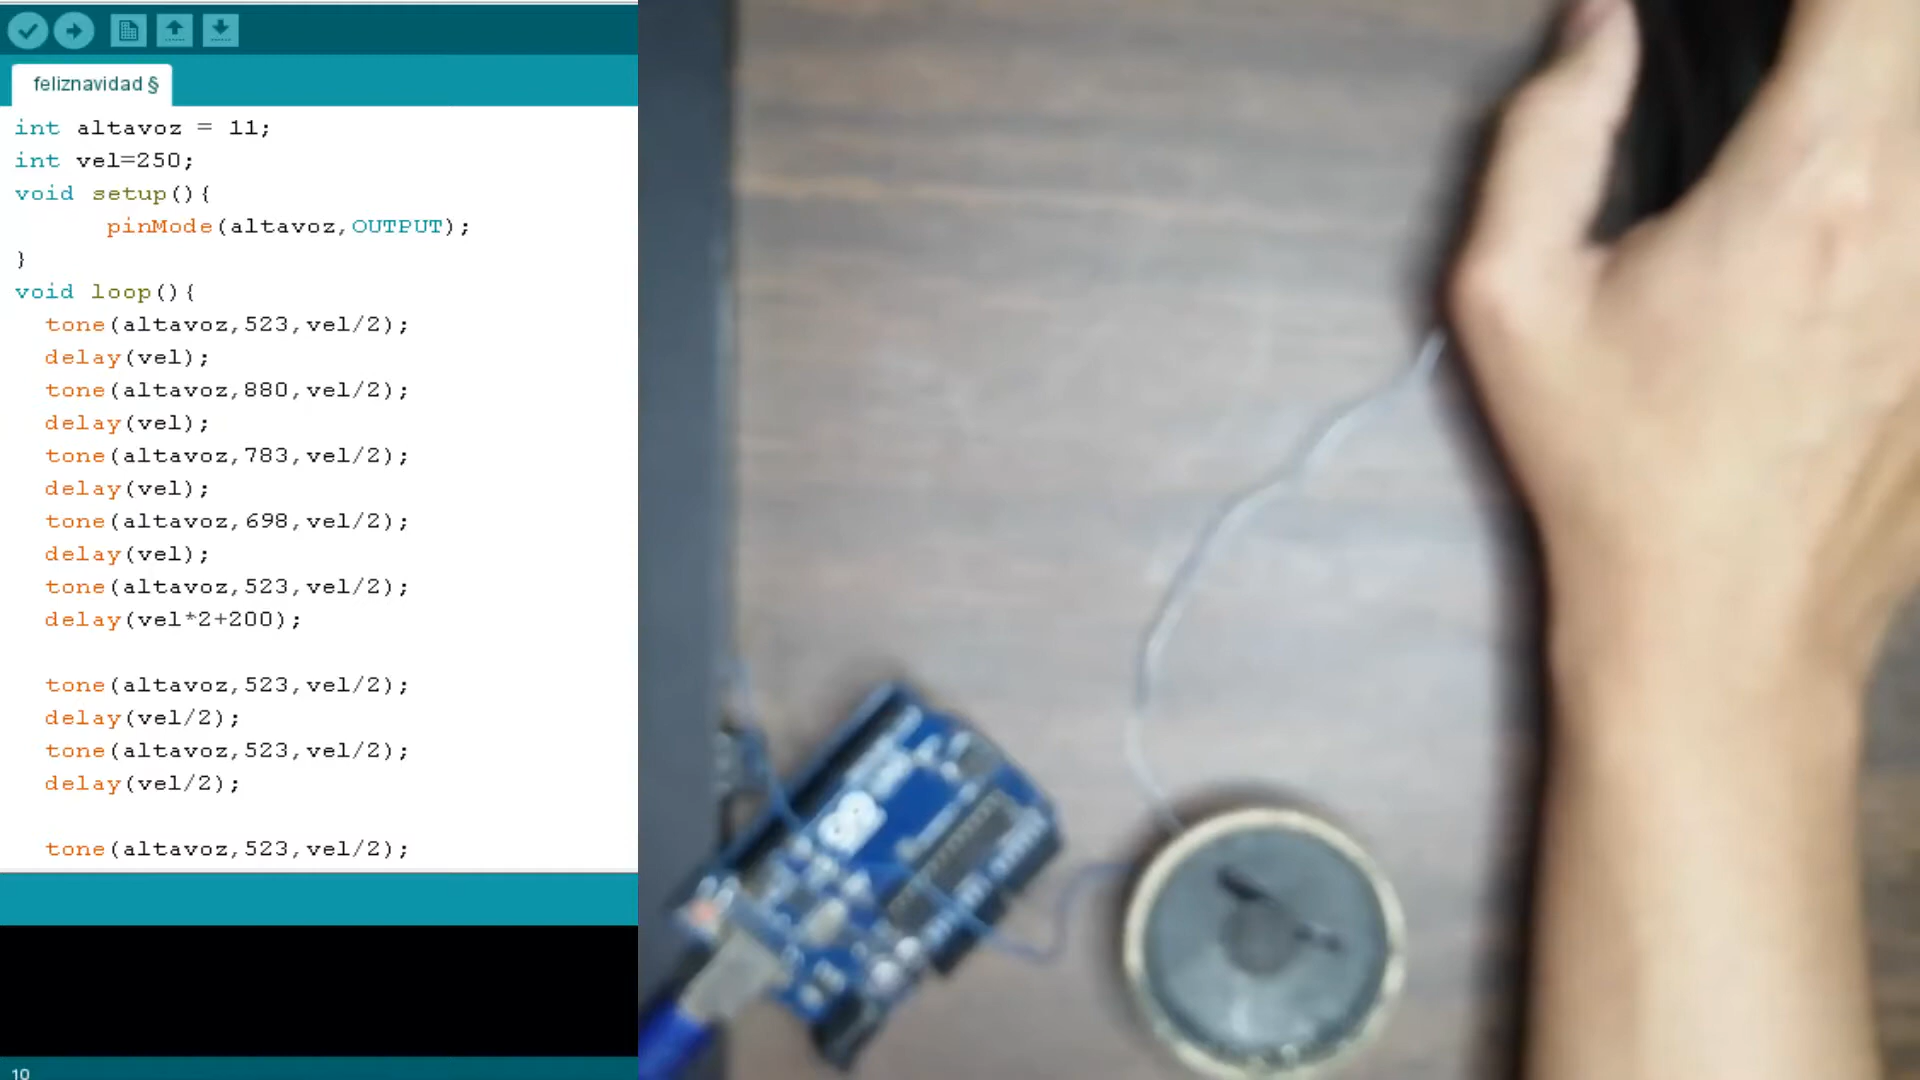 feliznavidad §
int altavoz = 11;
int vel=250;
void setup(){
pinMode(altavoz,OUTPUT);
}
void loop(){
tone(altavoz,523,vel/2);
delay(vel);
tone(altavoz,880,vel/2);
delay(vel);
tone(altavoz,783,vel/2);
delay(vel);
tone(altavoz,698,vel/2);
delay(vel);
tone(altavoz,523,vel/2);
delay(vel*2+200);
tone(altavoz,523,vel/2);
delay(vel/2);
tone(altavoz,523,vel/2);
delay(vel/2);
tone(altavoz,523,vel/2);
10